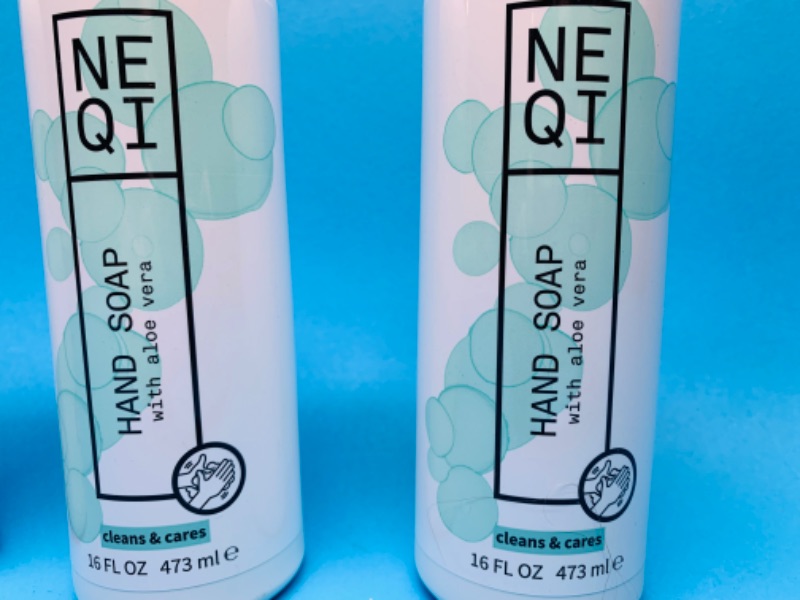 NE
QI
HAND SOAP
with aloe vera
cleans & cares
16 FL OZ 473 ml ℮
NE
QI
HAND SOAP
with aloe vera
cleans & cares
16 FL OZ 473 ml ℮